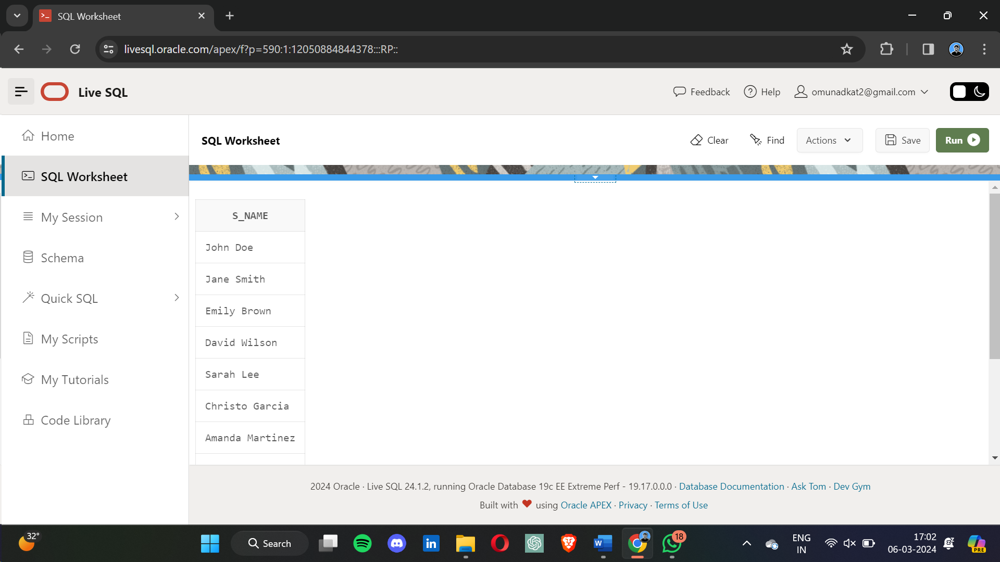 SQL Worksheet
livesql.oracle.com/apex/f?p=590:1:12050884844378:::RP::
Live SQL
Feedback
Help
omunadkat2@gmail.com
Home
SQL Worksheet
My Session
Schema
Quick SQL
My Scripts
My Tutorials
Code Library
SQL Worksheet
Clear
Find
Actions
Save
Run
S_NAME
John Doe
Jane Smith
Emily Brown
David Wilson
Sarah Lee
Christo Garcia
Amanda Martinez
2024 Oracle · Live SQL 24.1.2, running Oracle Database 19c EE Extreme Perf - 19.17.0.0.0 · Database Documentation · Ask Tom · Dev Gym
Built with ❤ using Oracle APEX · Privacy · Terms of Use
32°
Search
in
W
18
ENG
IN
17:02
06-03-2024
PRE